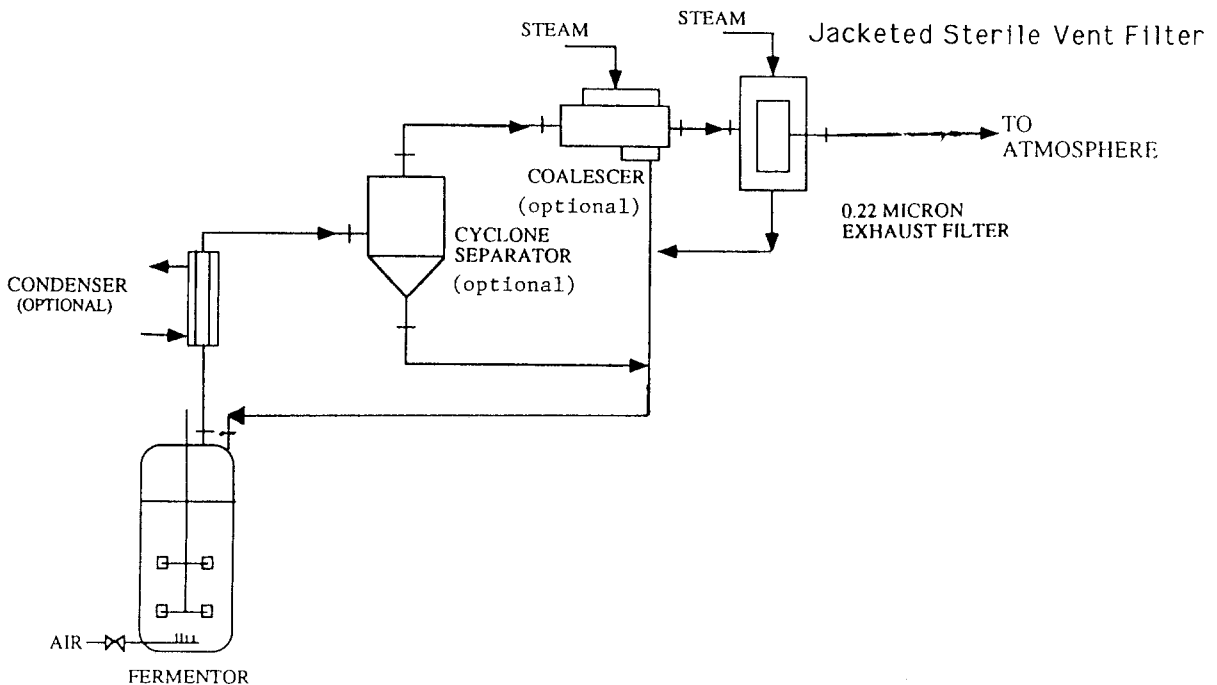 STEAM
STEAM
Jacketed Sterile Vent Filter
TO
ATMOSPHERE
COALESCER
(optional)
0.22 MICRON
EXHAUST FILTER
CYCLONE
SEPARATOR
(optional)
CONDENSER
(OPTIONAL)
AIR
FERMENTOR